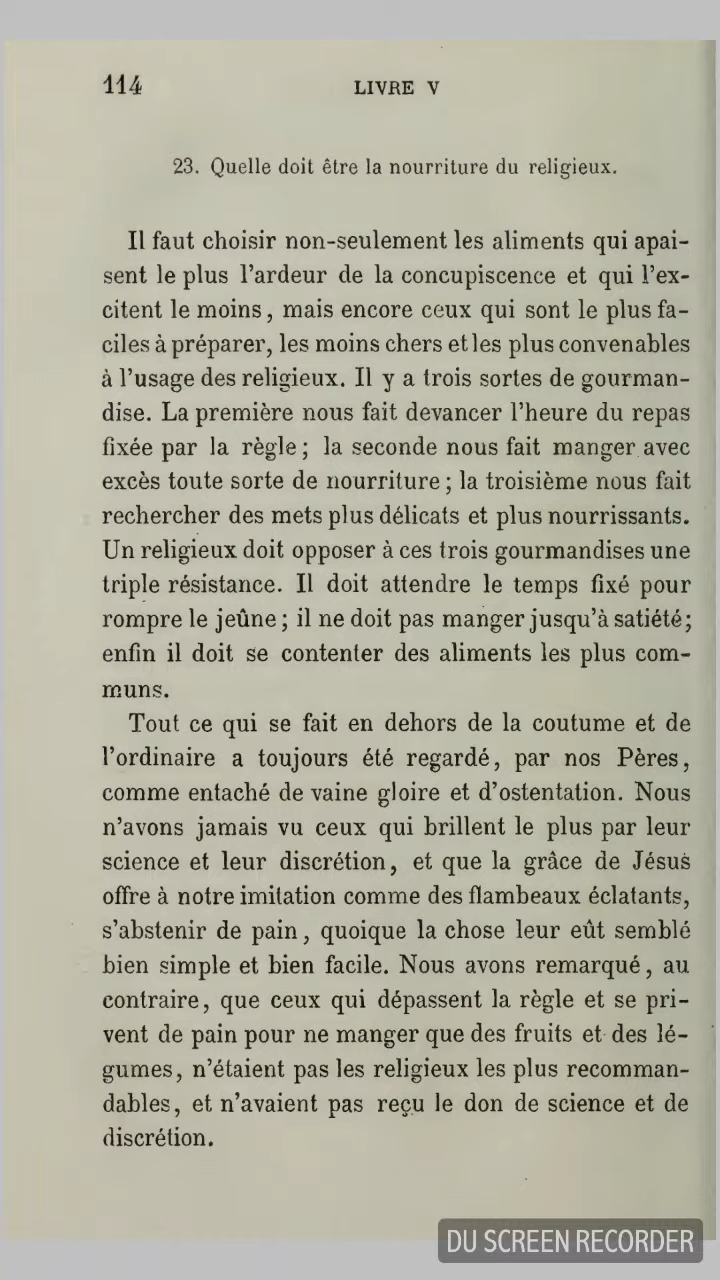 114
LIVRE V
23. Quelle doit être la nourriture du religieux.
Il faut choisir non-seulement les aliments qui apai-
sent le plus l'ardeur de la concupiscence et qui l'ex-
citent le moins, mais encore ceux qui sont le plus fa-
ciles à préparer, les moins chers et les plus convenables
à l'usage des religieux. Il y a trois sortes de gourman-
dise. La première nous fait devancer l'heure du repas
fixée par la règle; la seconde nous fait manger avec
excès toute sorte de nourriture; la troisième nous fait
rechercher des mets plus délicats et plus nourrissants.
Un religieux doit opposer à ces trois gourmandises une
triple résistance. Il doit attendre le temps fixé pour
rompre le jeûne; il ne doit pas manger jusqu'à satiété;
enfin il doit se contenter des aliments les plus com-
muns.
Tout ce qui se fait en dehors de la coutume et de
l'ordinaire a toujours été regardé, par nos Pères,
comme entaché de vaine gloire et d'ostentation. Nous
n'avons jamais vu ceux qui brillent le plus par leur
science et leur discrétion, et que la grâce de Jésus
offre à notre imitation comme des flambeaux éclatants,
s'abstenir de pain, quoique la chose leur eût semblé
bien simple et bien facile. Nous avons remarqué, au
contraire, que ceux qui dépassent la règle et se pri-
vent de pain pour ne manger que des fruits et des lé-
gumes, n'étaient pas les religieux les plus recomman-
dables, et n'avaient pas reçu le don de science et de
discrétion.
DU SCREEN RECORDER